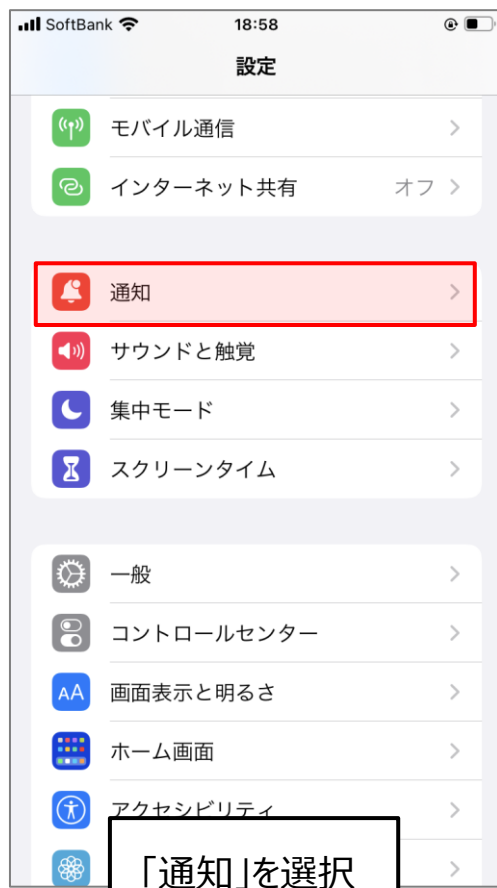 SoftBank 18:58
設定
モバイル通信
インターネット共有 オフ
通知
サウンドと触覚
集中モード
スクリーンタイム
一般
コントロールセンター
AA 画面表示と明るさ
ホーム画面
アクセシビリティ
「通知」を選択